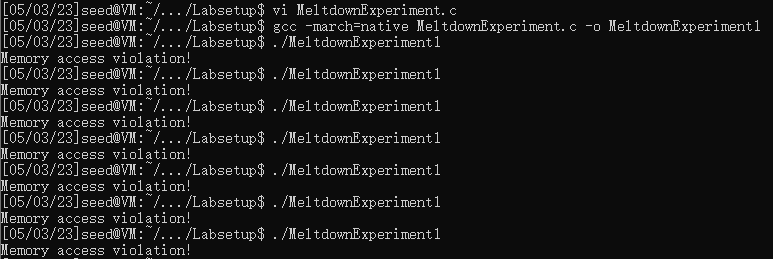 [05/03/23]seed@VM:~/.../Labsetup$ vi MeltdownExperiment.c
[05/03/23]seed@VM:~/.../Labsetup$ gcc -march=native MeltdownExperiment.c -o MeltdownExperiment1
[05/03/23]seed@VM:~/.../Labsetup$ ./MeltdownExperiment1
Memory access violation!
[05/03/23]seed@VM:~/.../Labsetup$ ./MeltdownExperiment1
Memory access violation!
[05/03/23]seed@VM:~/.../Labsetup$ ./MeltdownExperiment1
Memory access violation!
[05/03/23]seed@VM:~/.../Labsetup$ ./MeltdownExperiment1
Memory access violation!
[05/03/23]seed@VM:~/.../Labsetup$ ./MeltdownExperiment1
Memory access violation!
[05/03/23]seed@VM:~/.../Labsetup$ ./MeltdownExperiment1
Memory access violation!
[05/03/23]seed@VM:~/.../Labsetup$ ./MeltdownExperiment1
Memory access violation!